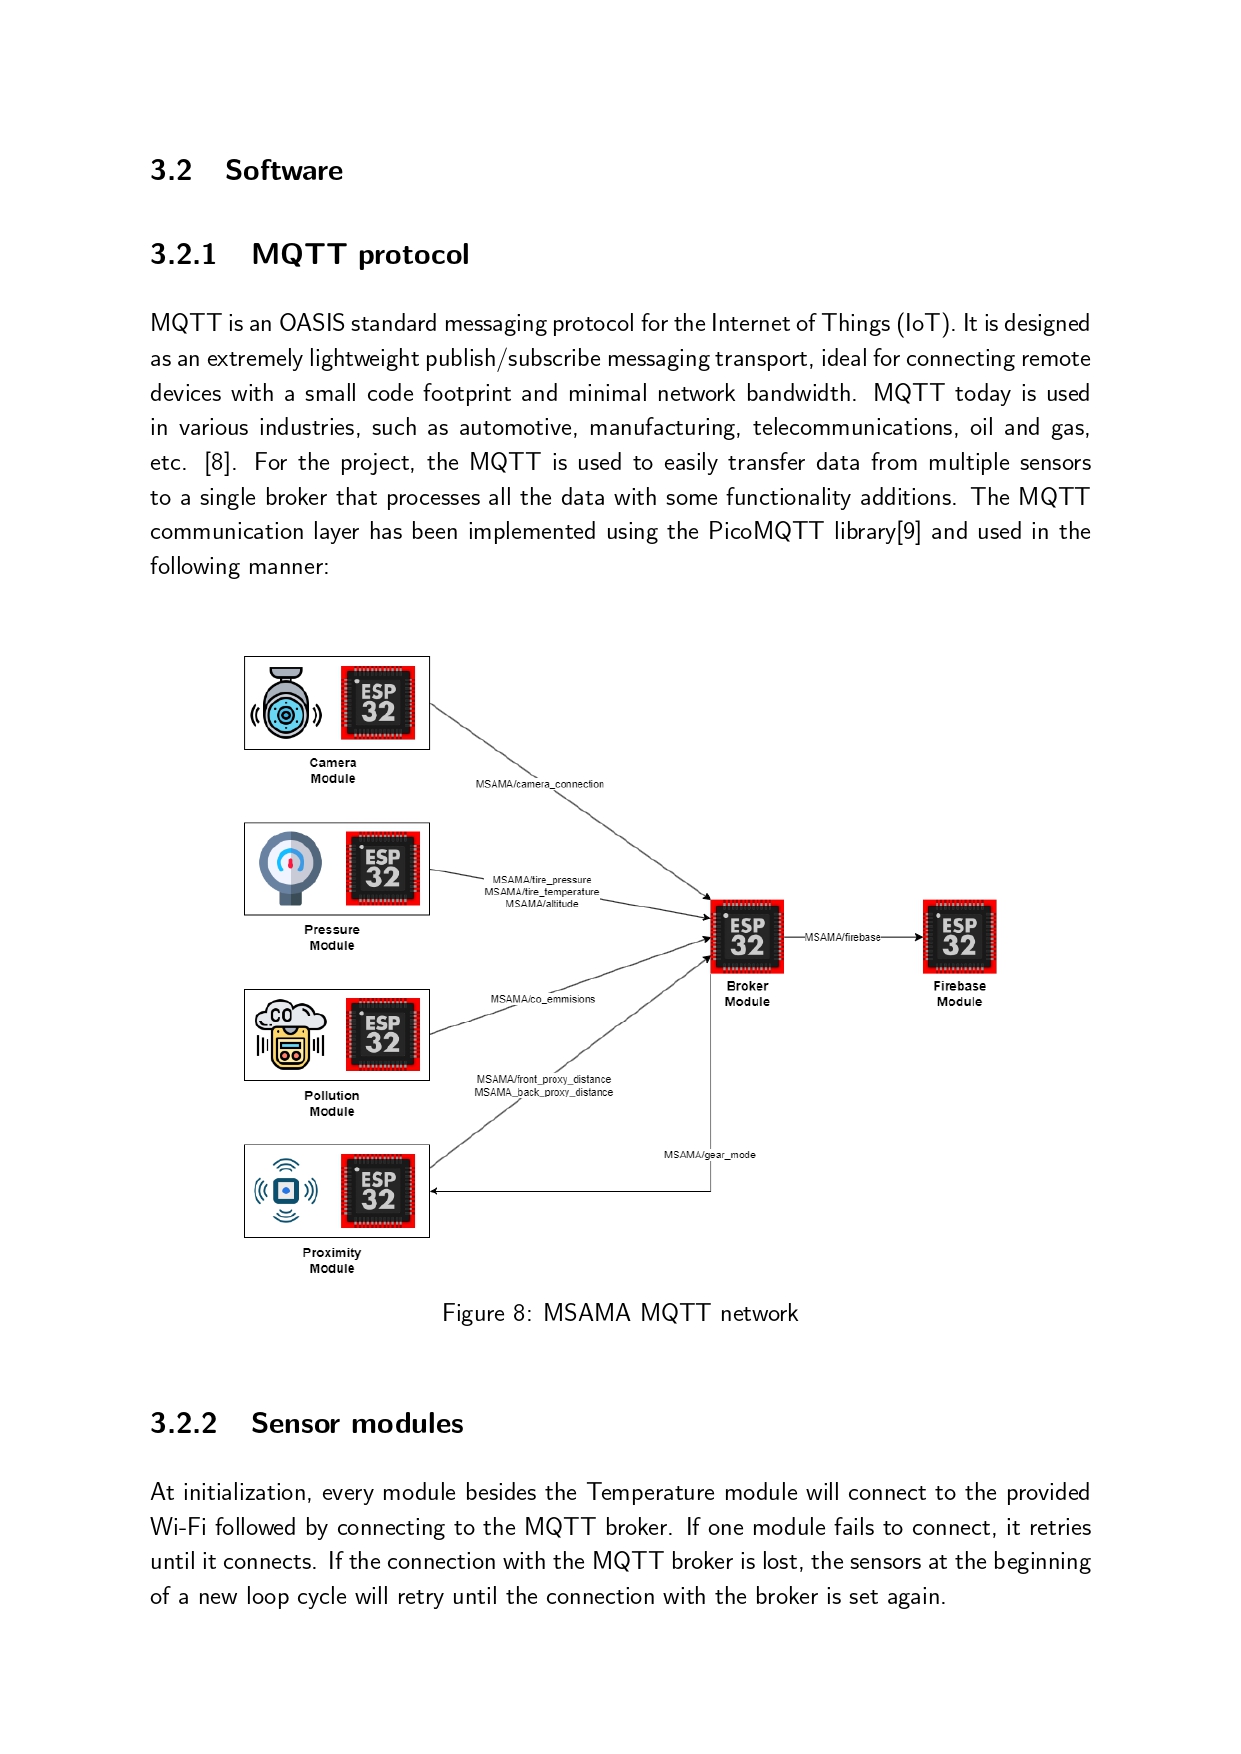 3.2 Software
3.2.1 MQTT protocol
MQTT is an OASIS standard messaging protocol for the Internet of Things (IoT). It is designed
as an extremely lightweight publish/subscribe messaging transport, ideal for connecting remote
devices with a small code footprint and minimal network bandwidth. MQTT today is used
in various industries, such as automotive, manufacturing, telecommunications, oil and gas,
etc. [8]. For the project, the MQTT is used to easily transfer data from multiple sensors
to a single broker that processes all the data with some functionality additions. The MQTT
communication layer has been implemented using the PicoMQTT library[9] and used in the
following manner:
ESP
32
Camera
Module
MSAMA/camera_connection
ESP
32
Pressure
Module
MSAMA/tire_pressure
MSAMA/tire_temperature
MSAMA/altitude
ESP
32
Broker
Module
MSAMA/firebase
ESP
32
Firebase
Module
CO
ESP
32
Pollution
Module
MSAMA/co_emmisions
MSAMA/front_proxy_distance
MSAMA_back_proxy_distance
MSAMA/gear_mode
ESP
32
Proximity
Module
Figure 8: MSAMA MQTT network
3.2.2 Sensor modules
At initialization, every module besides the Temperature module will connect to the provided
Wi-Fi followed by connecting to the MQTT broker. If one module fails to connect, it retries
until it connects. If the connection with the MQTT broker is lost, the sensors at the beginning
of a new loop cycle will retry until the connection with the broker is set again.